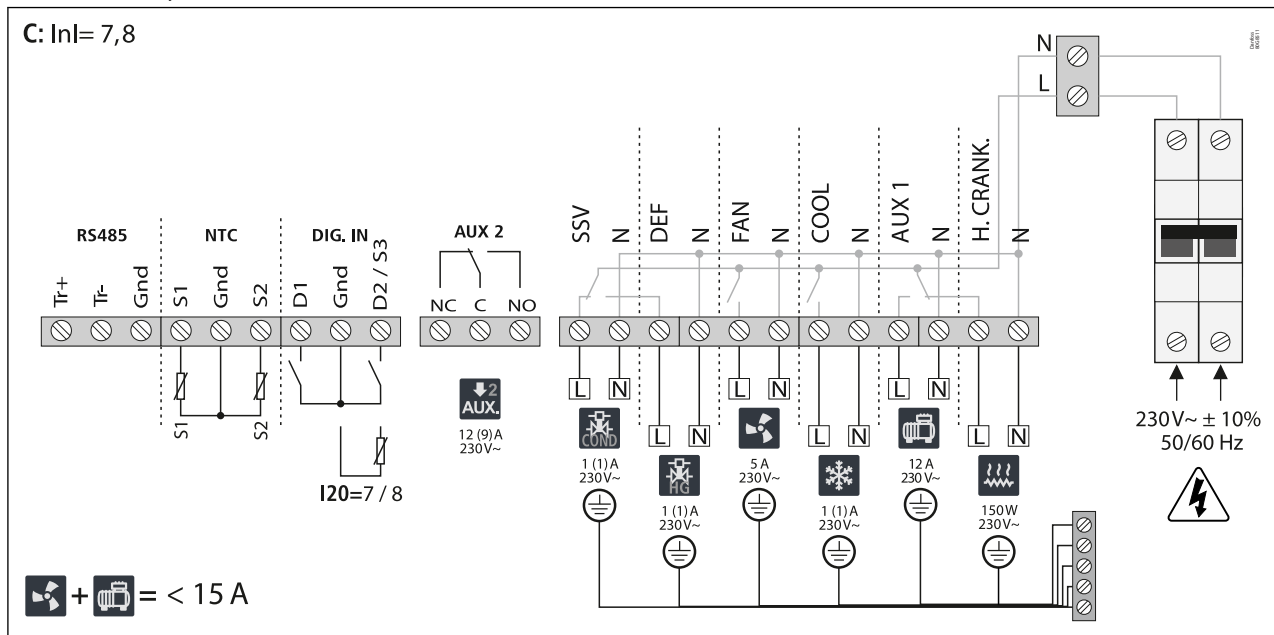 C: InI= 7,8
N
Danfoss
L
RS485
NTC
DIG. IN
AUX 2
SSV
N
DEF
N
FAN
N
COOL
N
AUX 1
N
H. CRANK.
N
Tr+
Tr-
Gnd
S1
Gnd
S2
D1
Gnd
D2 / S3
NC
C
NO
L
N
L
N
L
N
L
N
L
N
L
N
S1
S2
2
AUX.
12 (9) A
230V~
COND
1 (1) A
230V~
HG
1 (1) A
230V~
5 A
230V~
1 (1) A
230V~
12 A
230V~
150W
230V~
I20=7 / 8
230V~ ± 10%
50/60 Hz
+ = < 15 A